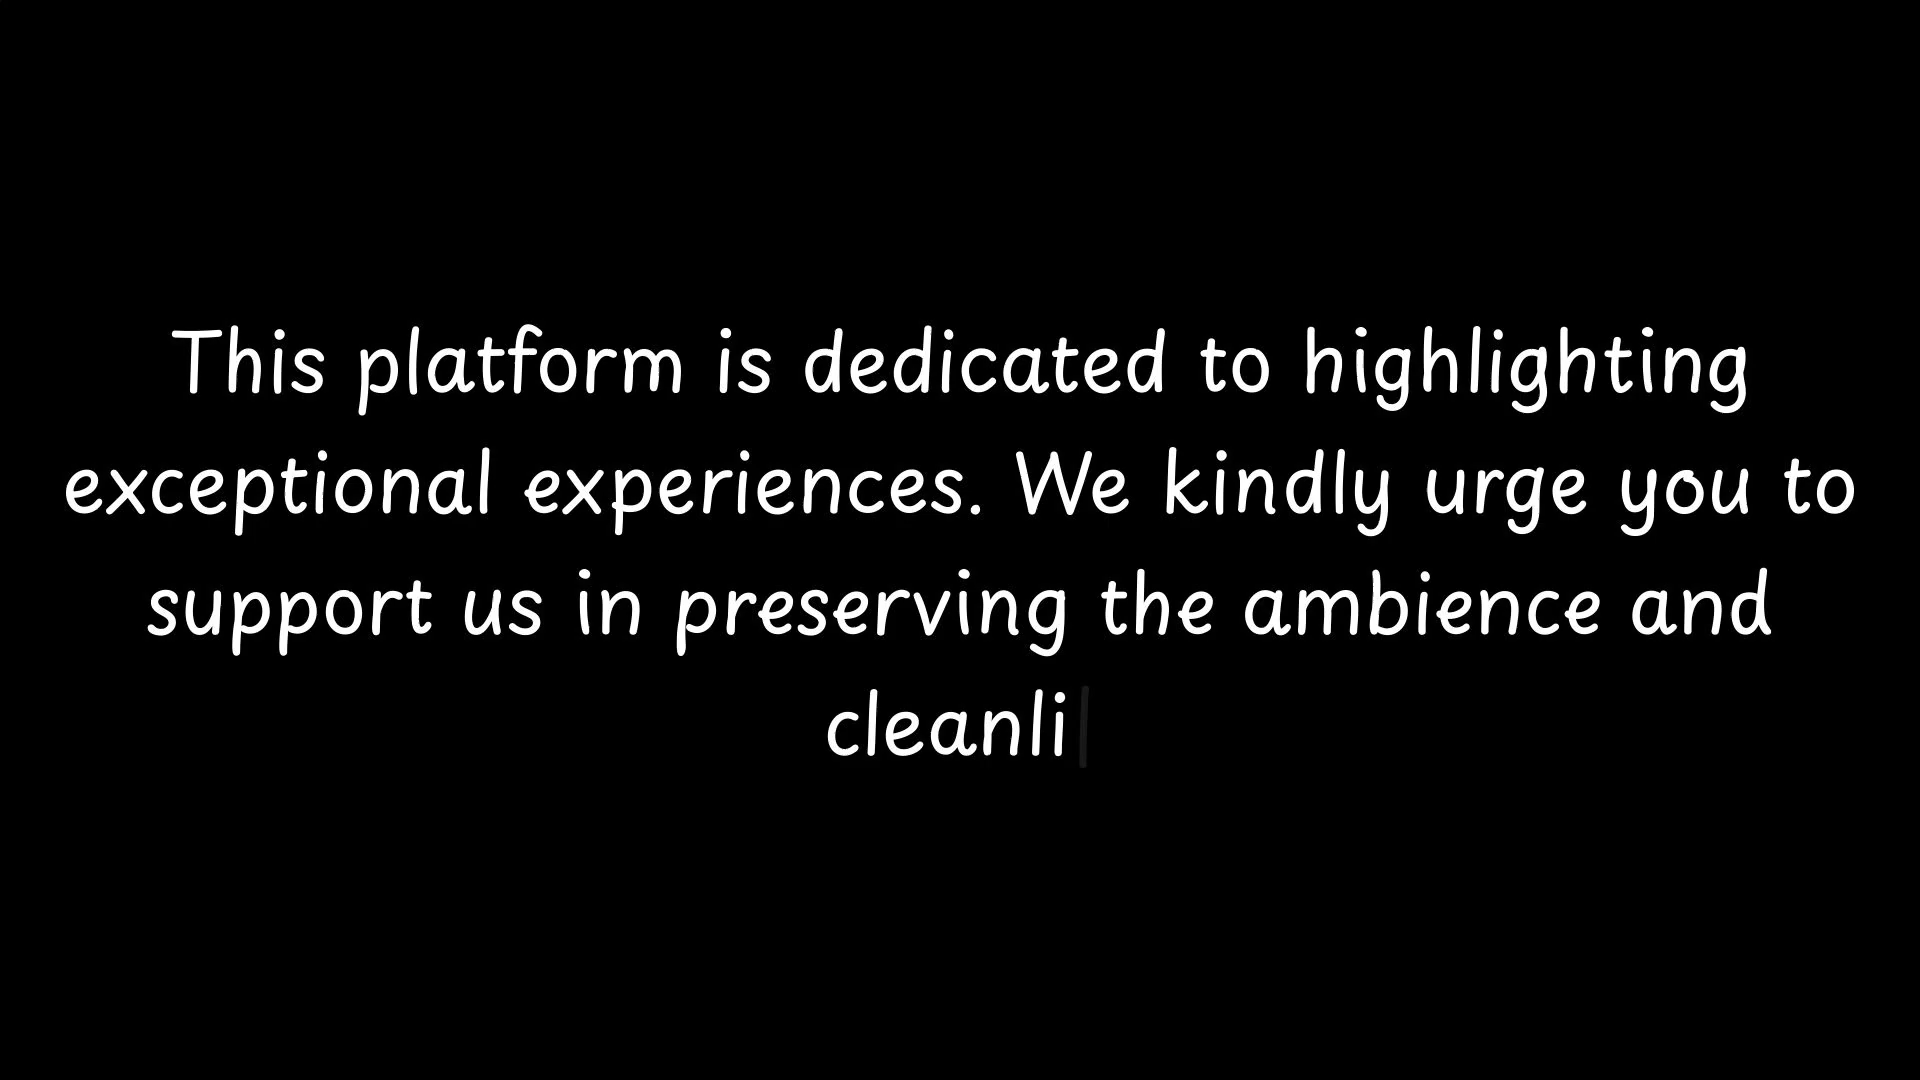 This platform is dedicated to highlighting
exceptional experiences. We kindly urge you to
support us in preserving the ambience and
cleanli